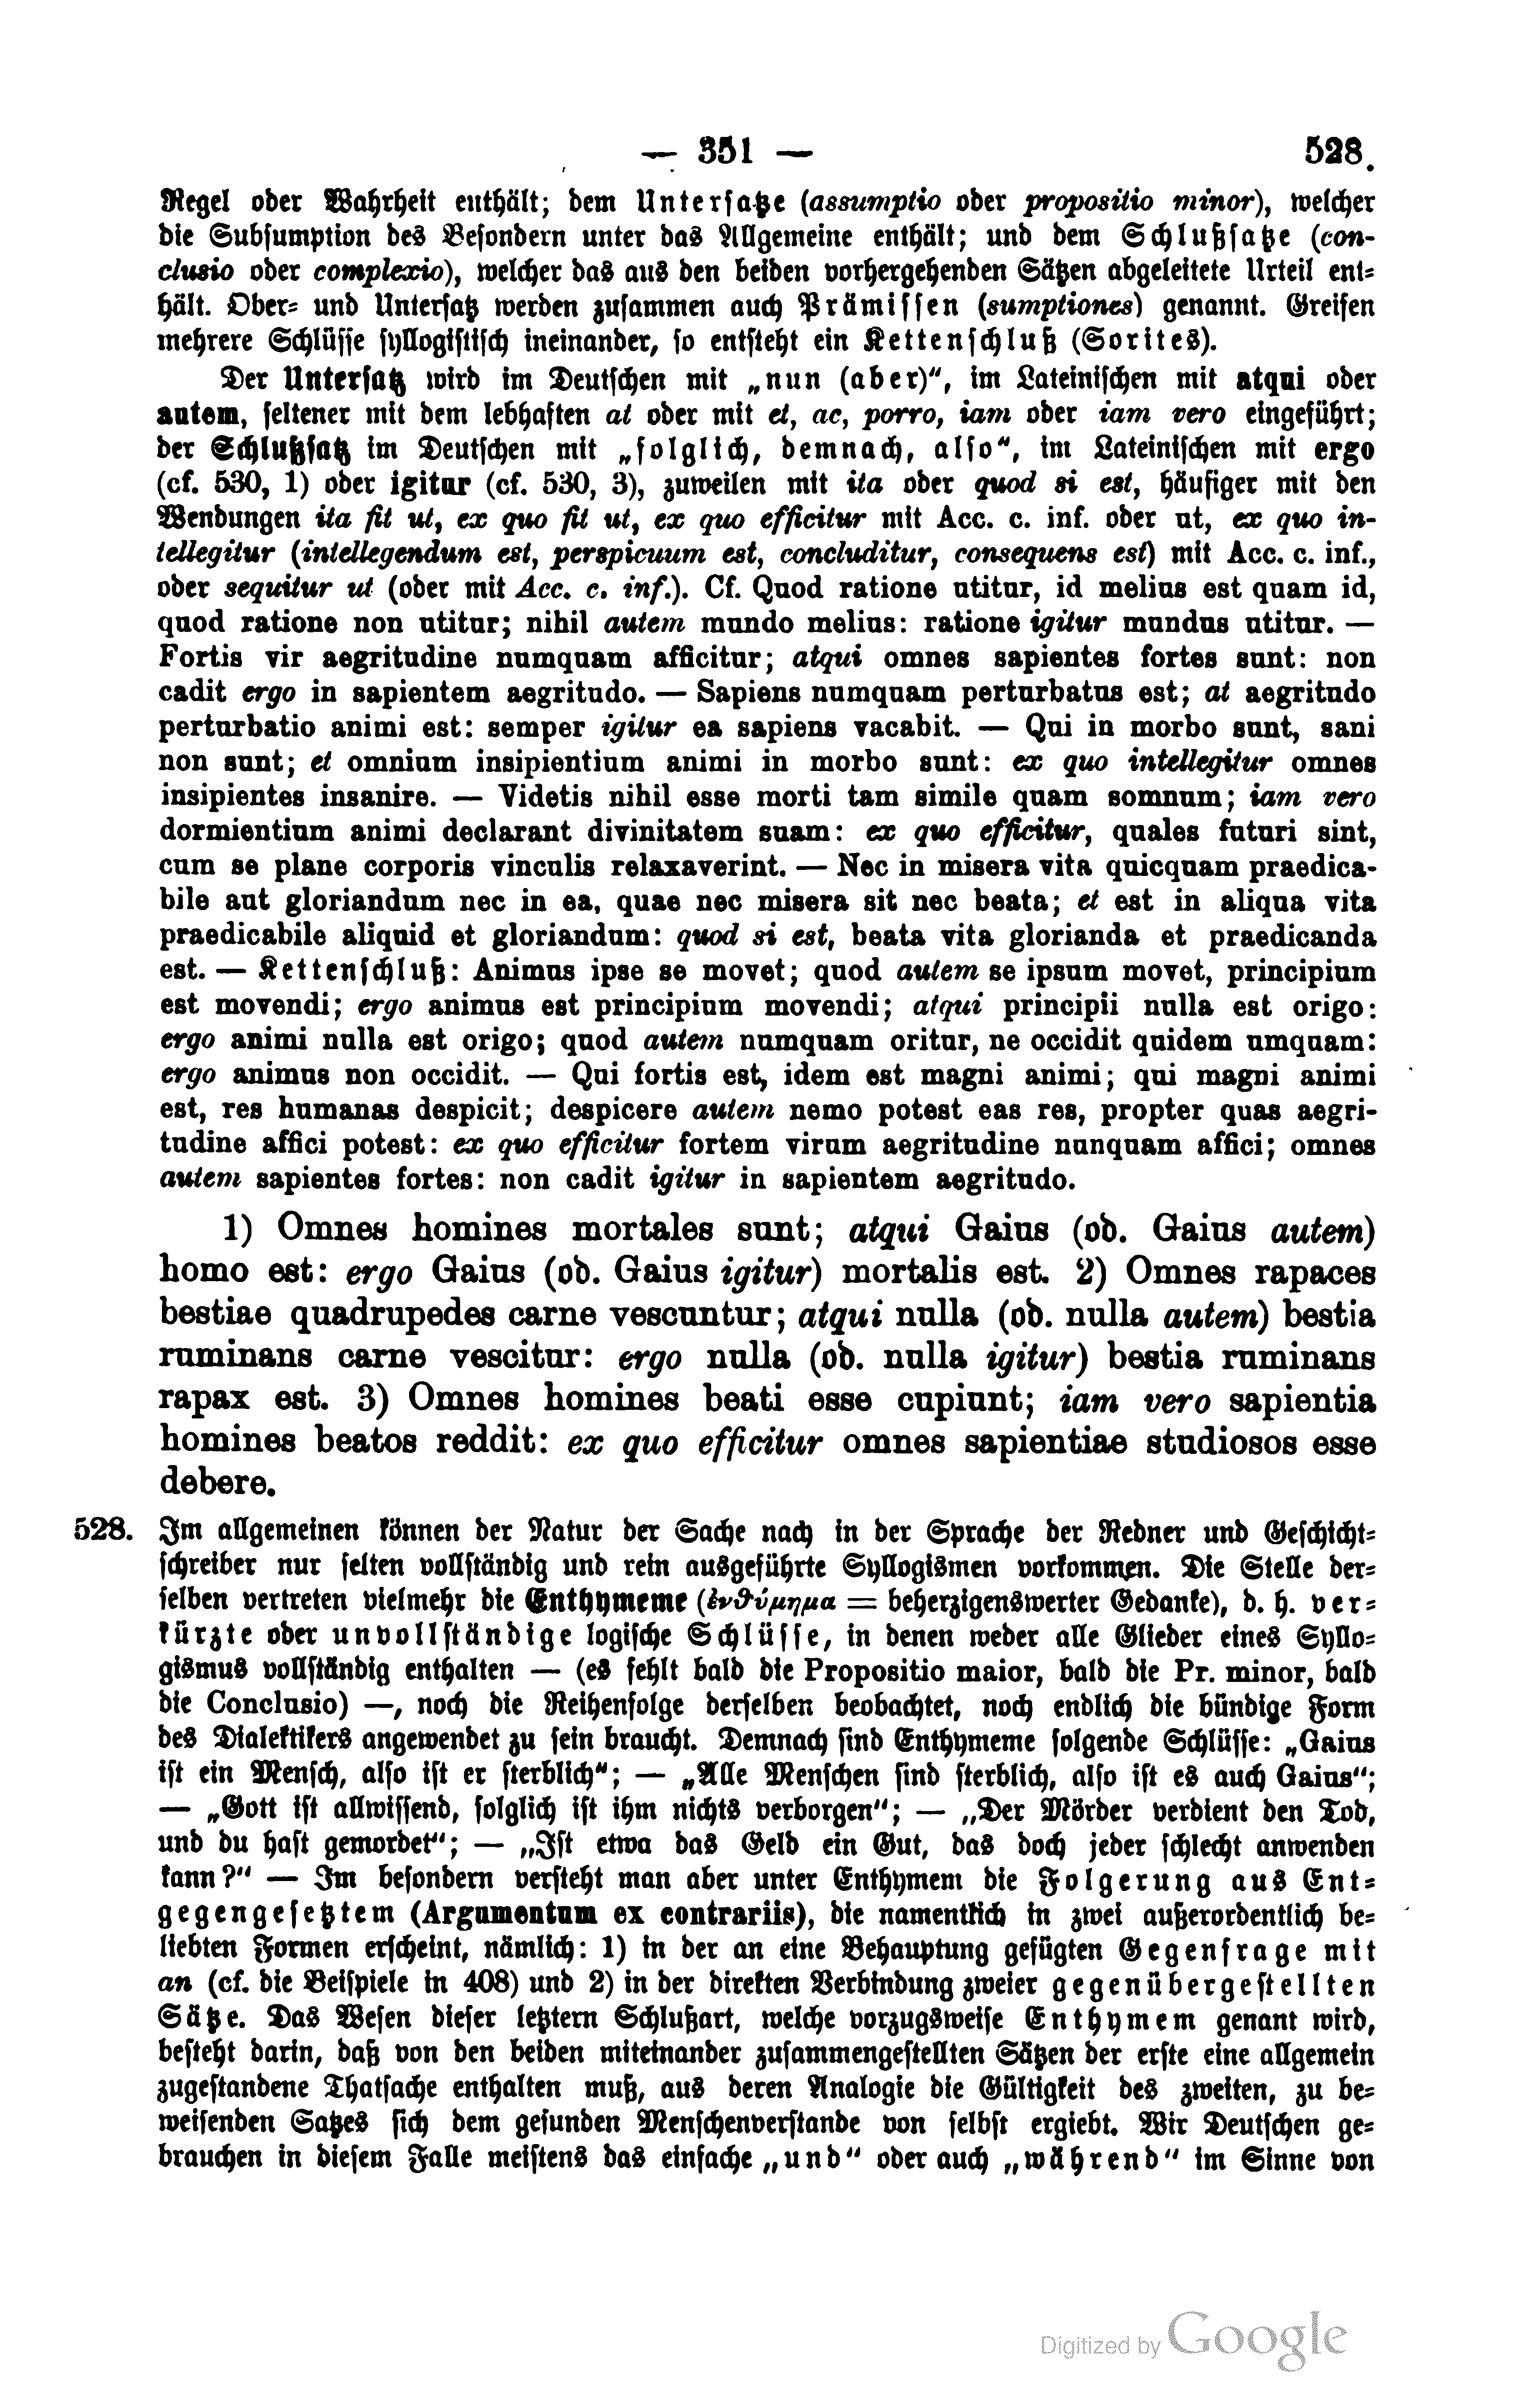 — 351 — 528.
Regel oder Wahrheit enthält; dem Untersatze (assumptio oder propositio minor), welcher
die Subsumption des Besondern unter das Allgemeine enthält; und dem Schlußsatze (con-
clusio oder complexio), welcher das aus den beiden vorhergehenden Sätzen abgeleitete Urteil ent-
hält. Ober- und Untersatz werden zusammen auch Prämissen (sumptiones) genannt. Greifen
mehrere Schlüsse syllogistisch ineinander, so entsteht ein Kettenschluß (Sorites).
Der Untersatz wird im Deutschen mit „nun (aber)“, im Lateinischen mit atqui oder
autem, seltener mit dem lebhaften at oder mit et, ac, porro, iam oder iam vero eingeführt;
der Schlußsatz im Deutschen mit „folglich, demnach, also“, im Lateinischen mit ergo
(cf. 530, 1) oder igitur (cf. 530, 3), zuweilen mit ita oder quod si est, häufiger mit den
Wendungen ita fit ut, ex quo fit ut, ex quo efficitur mit Acc. c. inf. oder ut, ex quo in-
tellegitur (intellegendum est, perspicuum est, concluditur, consequens est) mit Acc. c. inf.,
oder sequitur ut (oder mit Acc. c. inf.). Cf. Quod ratione utitur, id melius est quam id,
quod ratione non utitur; nihil autem mundo melius: ratione igitur mundus utitur. —
Fortis vir aegritudine numquam afficitur; atqui omnes sapientes fortes sunt: non
cadit ergo in sapientem aegritudo. — Sapiens numquam perturbatus est; at aegritudo
perturbatio animi est: semper igitur ea sapiens vacabit. — Qui in morbo sunt, sani
non sunt; et omnium insipientium animi in morbo sunt: ex quo intellegitur omnes
insipientes insanire. — Videtis nihil esse morti tam simile quam somnum; iam vero
dormientium animi declarant divinitatem suam: ex quo efficitur, quales futuri sint,
cum se plane corporis vinculis relaxaverint. — Nec in misera vita quicquam praedica-
bile aut gloriandum nec in ea, quae nec misera sit nec beata; et est in aliqua vita
praedicabile aliquid et gloriandum: quod si est, beata vita glorianda et praedicanda
est. — Kettenschluß: Animus ipse se movet; quod autem se ipsum movet, principium
est movendi; ergo animus est principium movendi; atqui principii nulla est origo:
ergo animi nulla est origo; quod autem numquam oritur, ne occidit quidem umquam:
ergo animus non occidit. — Qui fortis est, idem est magni animi; qui magni animi
est, res humanas despicit; despicere autem nemo potest eas res, propter quas aegri-
tudine affici potest: ex quo efficitur fortem virum aegritudine nunquam affici; omnes
autem sapientes fortes: non cadit igitur in sapientem aegritudo.
1) Omnes homines mortales sunt; atqui Gaius (od. Gaius autem)
homo est: ergo Gaius (od. Gaius igitur) mortalis est. 2) Omnes rapaces
bestiae quadrupedes carne vescuntur; atqui nulla (od. nulla autem) bestia
ruminans carne vescitur: ergo nulla (od. nulla igitur) bestia ruminans
rapax est. 3) Omnes homines beati esse cupiunt; iam vero sapientia
homines beatos reddit: ex quo efficitur omnes sapientiae studiosos esse
debere.
528. Im allgemeinen können der Natur der Sache nach in der Sprache der Redner und Geschicht-
schreiber nur selten vollständig und rein ausgeführte Syllogismen vorkommen. Die Stelle der-
selben vertreten vielmehr die Enthymeme (ἐνθύμημα = beherzigenswerter Gedanke), d. h. ver-
kürzte oder unvollständige logische Schlüsse, in denen weder alle Glieder eines Syllo-
gismus vollständig enthalten — (es fehlt bald die Propositio maior, bald die Pr. minor, bald
die Conclusio) —, noch die Reihenfolge derselben beobachtet, noch endlich die bündige Form
des Dialektikers angewendet zu sein braucht. Demnach sind Enthymeme folgende Schlüsse: „Gaius
ist ein Mensch, also ist er sterblich“; — „Alle Menschen sind sterblich, also ist es auch Gaius“;
— „Gott ist allwissend, folglich ist ihm nichts verborgen“; — „Der Mörder verdient den Tod,
und du hast gemordet“; — „Ist etwa das Geld ein Gut, das doch jeder schlecht anwenden
kann?“ — Im besondern versteht man aber unter Enthymem die Folgerung aus Ent-
gegengesetztem (Argumentum ex contrariis), die namentlich in zwei außerordentlich be-
liebten Formen erscheint, nämlich: 1) in der an eine Behauptung gefügten Gegenfrage mit
an (cf. die Beispiele in 408) und 2) in der direkten Verbindung zweier gegenübergestellten
Sätze. Das Wesen dieser letztern Schlußart, welche vorzugsweise Enthymem genant wird,
besteht darin, daß von den beiden miteinander zusammengestellten Sätzen der erste eine allgemein
zugestandene Thatsache enthalten muß, aus deren Analogie die Gültigkeit des zweiten, zu be-
weisenden Satzes sich dem gesunden Menschenverstande von selbst ergiebt. Wir Deutschen ge-
brauchen in diesem Falle meistens das einfache „und“ oder auch „während“ im Sinne von
Digitized by Google